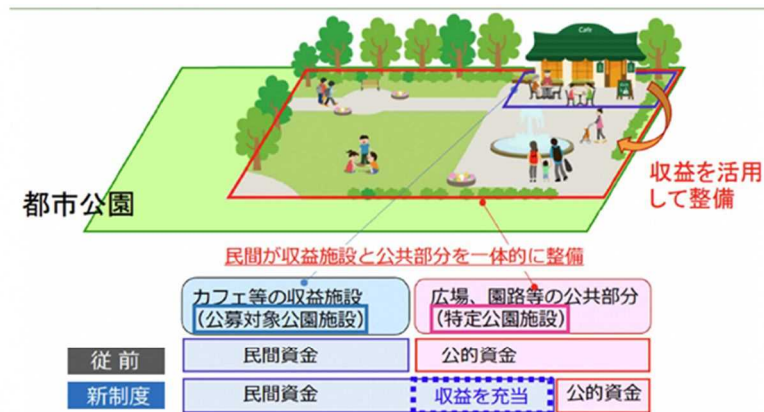 Cafe
収益を活用
して整備
都市公園
民間が収益施設と公共部分を一体的に整備
カフェ等の収益施設
(公募対象公園施設)
広場、園路等の公共部分
(特定公園施設)
従前
民間資金
公的資金
新制度
民間資金
収益を充当
公的資金